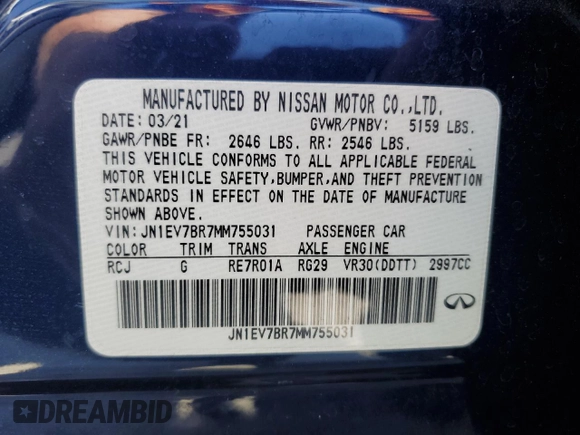 MANUFACTURED BY NISSAN MOTOR CO.,LTD.
DATE: 03/21 GVWR/PNBV: 5159 LBS.
GAWR/PNBE FR: 2646 LBS. RR: 2546 LBS.
THIS VEHICLE CONFORMS TO ALL APPLICABLE FEDERAL
MOTOR VEHICLE SAFETY,BUMPER,AND THEFT PREVENTION
STANDARDS IN EFFECT ON THE DATE OF MANUFACTURE
SHOWN ABOVE.
VIN: JN1EV7BR7MM755031 PASSENGER CAR
COLOR TRIM TRANS AXLE ENGINE
RCJ G RE7R01A RG29 VR30(DDTT) 2997CC
JN1EV7BR7MM755031
DREAMBID